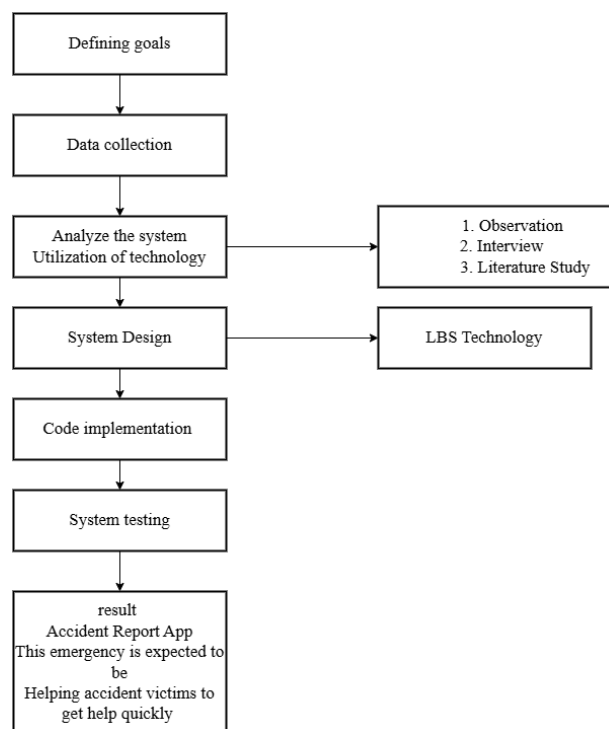 Defining goals
Data collection
Analyze the system
Utilization of technology
1. Observation
2. Interview
3. Literature Study
System Design
LBS Technology
Code implementation
System testing
result
Accident Report App
This emergency is expected to
be
Helping accident victims to
get help quickly